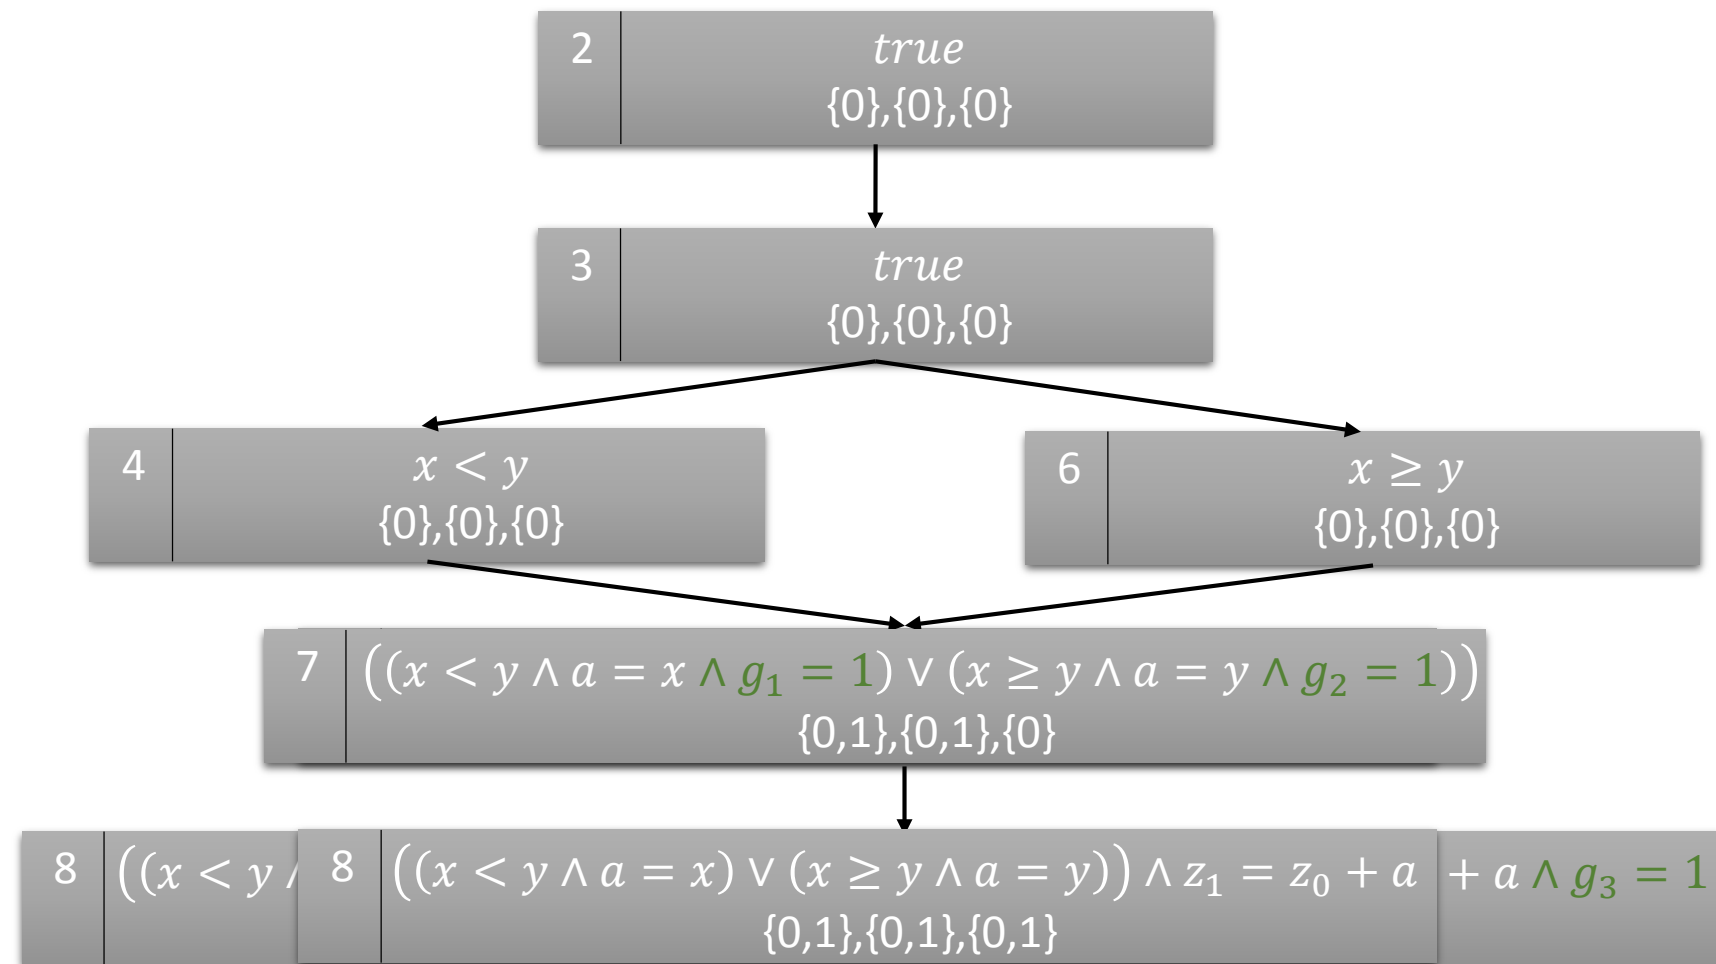 2 true
{0},{0},{0}
3 true
{0},{0},{0}
4 x < y
{0},{0},{0}
6 x ≥ y
{0},{0},{0}
7 ((x < y ∧ a = x ∧ g₁ = 1) ∨ (x ≥ y ∧ a = y ∧ g₂ = 1))
{0,1},{0,1},{0}
8 ((x < y ∧ 8 ((x < y ∧ a = x) ∨ (x ≥ y ∧ a = y)) ∧ z₁ = z₀ + a + a ∧ g₃ = 1
{0,1},{0,1},{0,1}